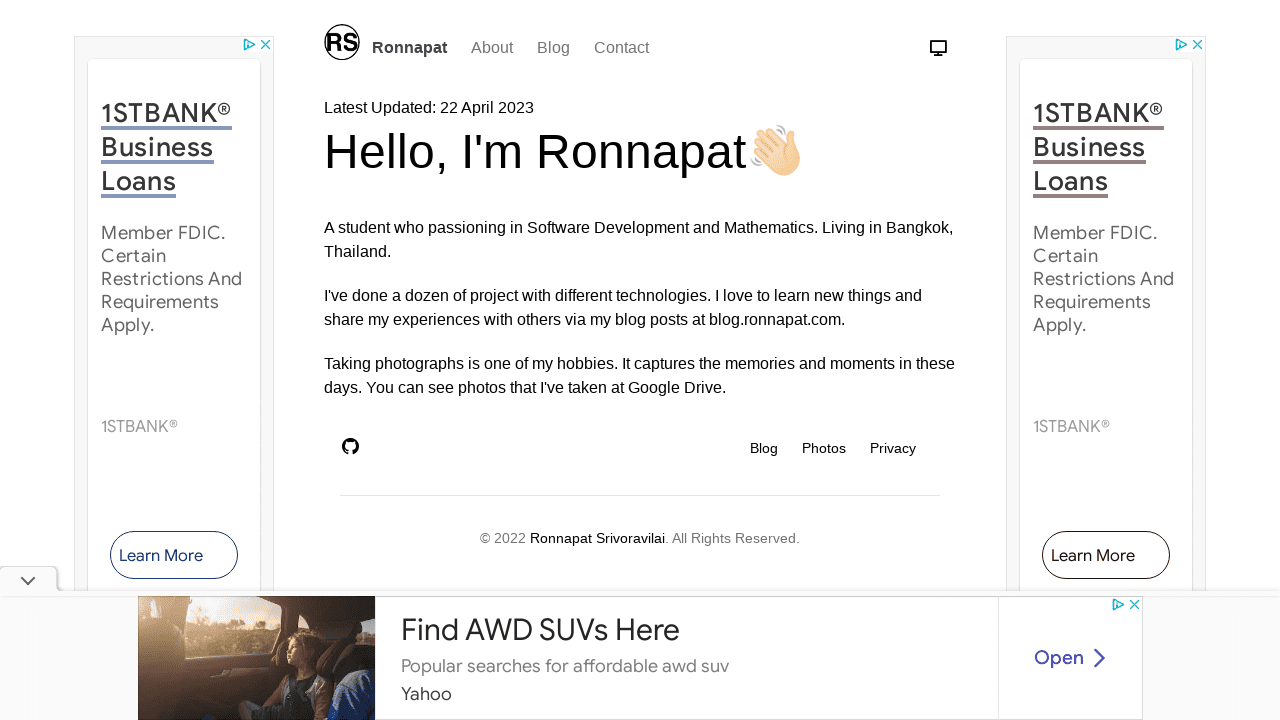 RS Ronnapat About Blog Contact
Latest Updated: 22 April 2023
Hello, I'm Ronnapat
A student who passioning in Software Development and Mathematics. Living in Bangkok,
Thailand.
I've done a dozen of project with different technologies. I love to learn new things and
share my experiences with others via my blog posts at blog.ronnapat.com.
Taking photographs is one of my hobbies. It captures the memories and moments in these
days. You can see photos that I've taken at Google Drive.
Blog Photos Privacy
© 2022 Ronnapat Srivoravilai. All Rights Reserved.
1STBANK®
Business
Loans
Member FDIC.
Certain
Restrictions And
Requirements
Apply.
1STBANK®
Learn More
1STBANK®
Business
Loans
Member FDIC.
Certain
Restrictions And
Requirements
Apply.
1STBANK®
Learn More
Find AWD SUVs Here
Popular searches for affordable awd suv
Yahoo
Open